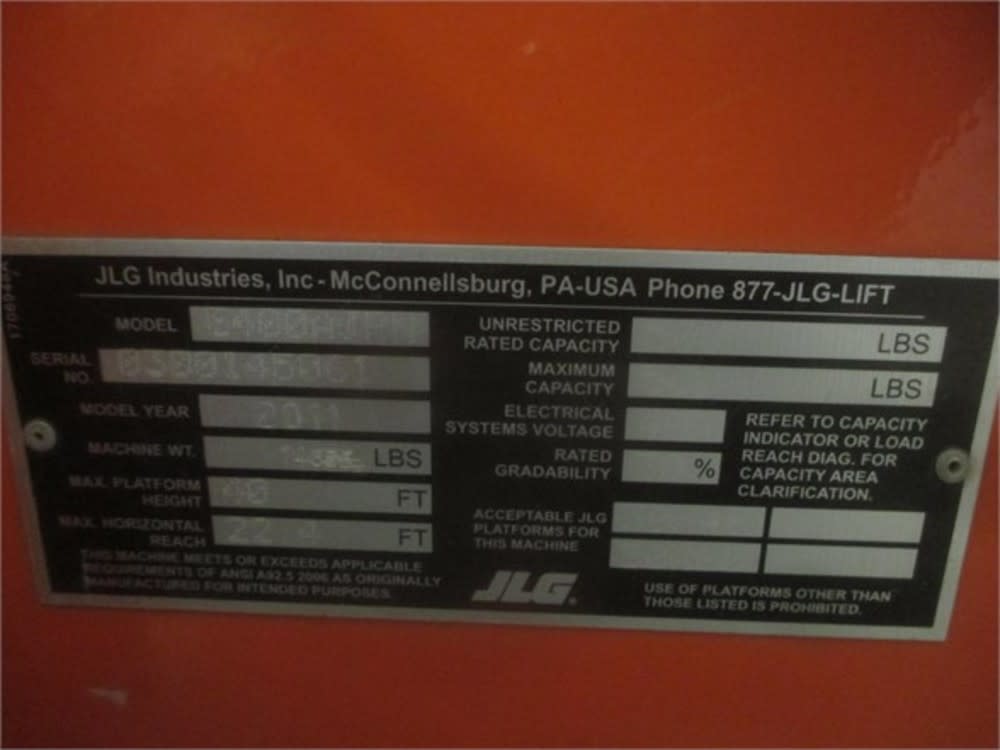 JLG Industries, Inc - McConnellsburg, PA-USA Phone 877-JLG-LIFT
MODEL
SERIAL NO. 0300145061
MODEL YEAR 2011
MACHINE WT. LBS
MAX. PLATFORM HEIGHT 40 FT
MAX. HORIZONTAL REACH 22 FT
THIS MACHINE MEETS OR EXCEEDS APPLICABLE
REQUIREMENTS OF ANSI A92.5 2006 AS ORIGINALLY
MANUFACTURED FOR INTENDED PURPOSES.
UNRESTRICTED
RATED CAPACITY LBS
MAXIMUM
CAPACITY LBS
ELECTRICAL
SYSTEMS VOLTAGE
RATED
GRADABILITY %
REFER TO CAPACITY
INDICATOR OR LOAD
REACH DIAG. FOR
CAPACITY AREA
CLARIFICATION.
ACCEPTABLE JLG
PLATFORMS FOR
THIS MACHINE
JLG®
USE OF PLATFORMS OTHER THAN
THOSE LISTED IS PROHIBITED.